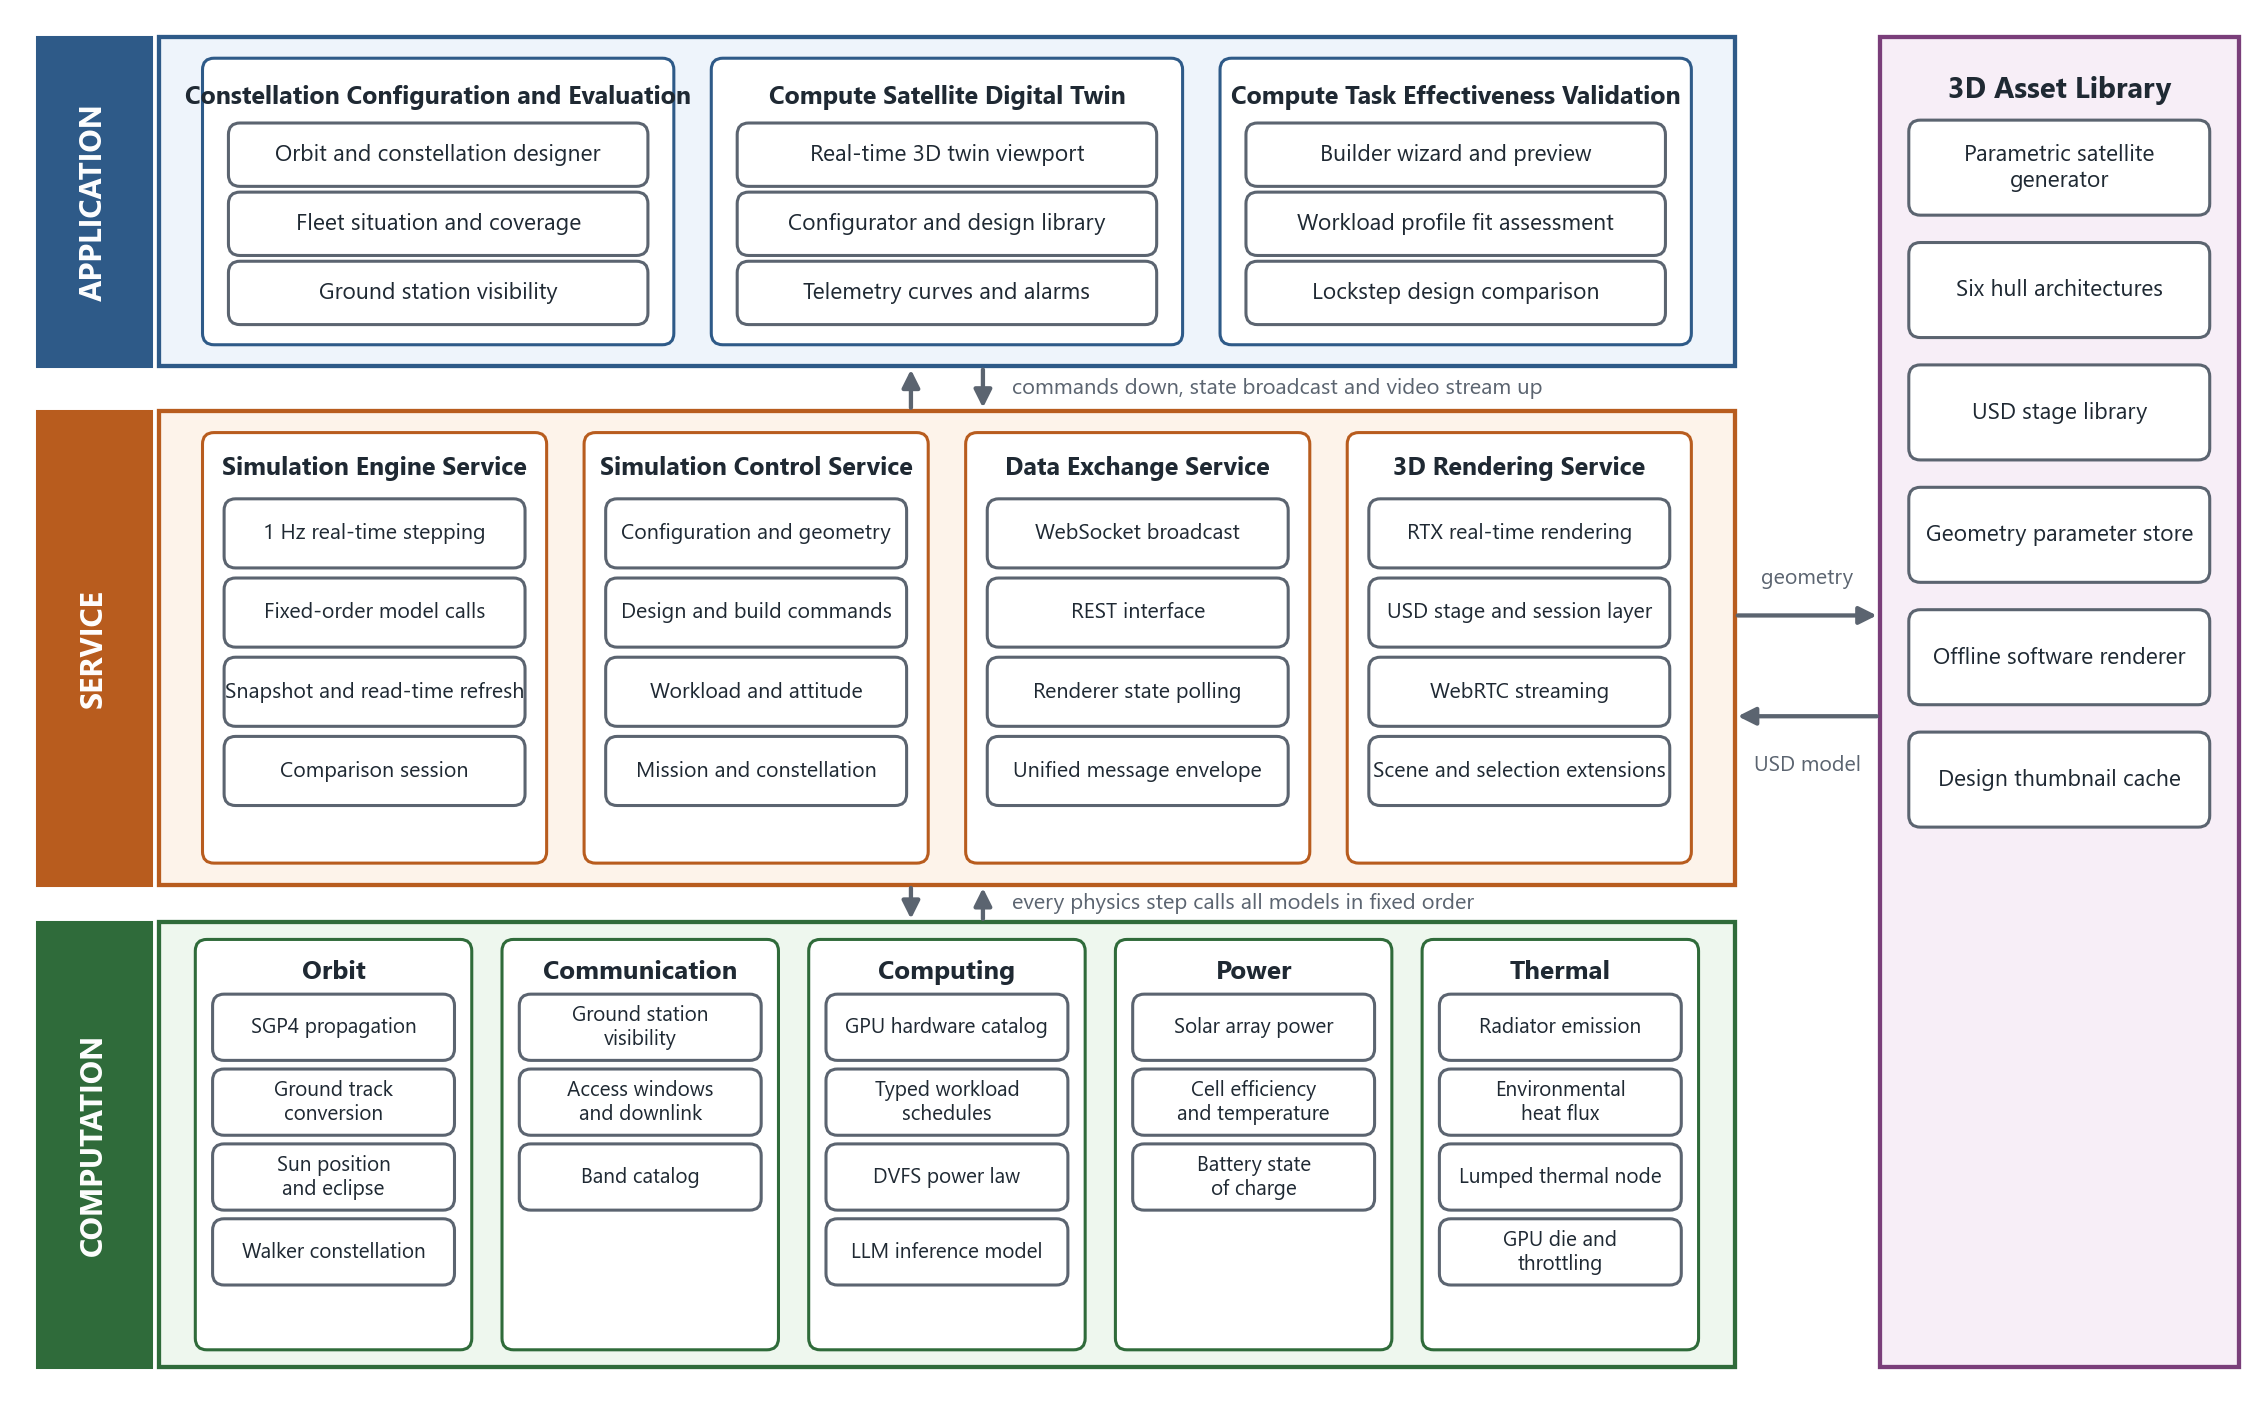 APPLICATION
Constellation Configuration and Evaluation
Orbit and constellation designer
Fleet situation and coverage
Ground station visibility
Compute Satellite Digital Twin
Real-time 3D twin viewport
Configurator and design library
Telemetry curves and alarms
Compute Task Effectiveness Validation
Builder wizard and preview
Workload profile fit assessment
Lockstep design comparison
commands down, state broadcast and video stream up
SERVICE
Simulation Engine Service
1 Hz real-time stepping
Fixed-order model calls
Snapshot and read-time refresh
Comparison session
Simulation Control Service
Configuration and geometry
Design and build commands
Workload and attitude
Mission and constellation
Data Exchange Service
WebSocket broadcast
REST interface
Renderer state polling
Unified message envelope
3D Rendering Service
RTX real-time rendering
USD stage and session layer
WebRTC streaming
Scene and selection extensions
every physics step calls all models in fixed order
COMPUTATION
Orbit
SGP4 propagation
Ground track
conversion
Sun position
and eclipse
Walker constellation
Communication
Ground station
visibility
Access windows
and downlink
Band catalog
Computing
GPU hardware catalog
Typed workload
schedules
DVFS power law
LLM inference model
Power
Solar array power
Cell efficiency
and temperature
Battery state
of charge
Thermal
Radiator emission
Environmental
heat flux
Lumped thermal node
GPU die and
throttling
geometry
USD model
3D Asset Library
Parametric satellite
generator
Six hull architectures
USD stage library
Geometry parameter store
Offline software renderer
Design thumbnail cache